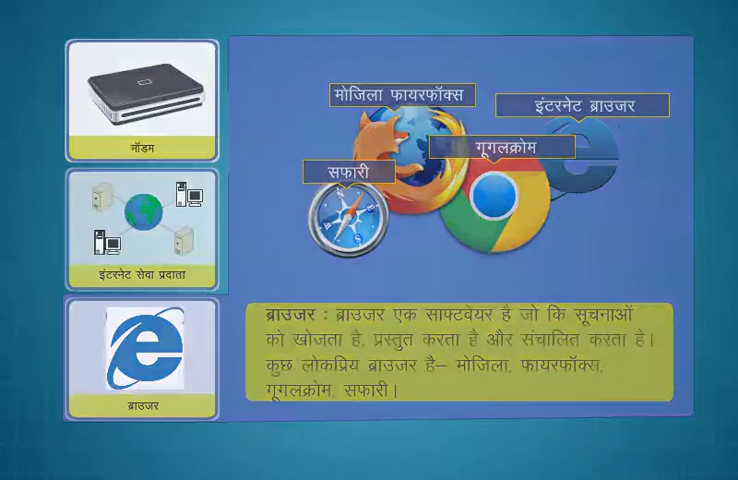 मॉडम
इंटरनेट सेवा प्रदाता
ब्राउजर
मोजिला फायरफॉक्स
इंटरनेट ब्राउजर
गूगलक्रोम
सफारी
ब्राउजर : ब्राउजर एक साफ्टवेयर है जो कि सूचनाओं
को खोजता है, प्रस्तुत करता है और संचालित करता है।
कुछ लोकप्रिय ब्राउजर है– मोजिला, फायरफॉक्स,
गूगलक्रोम, सफारी।